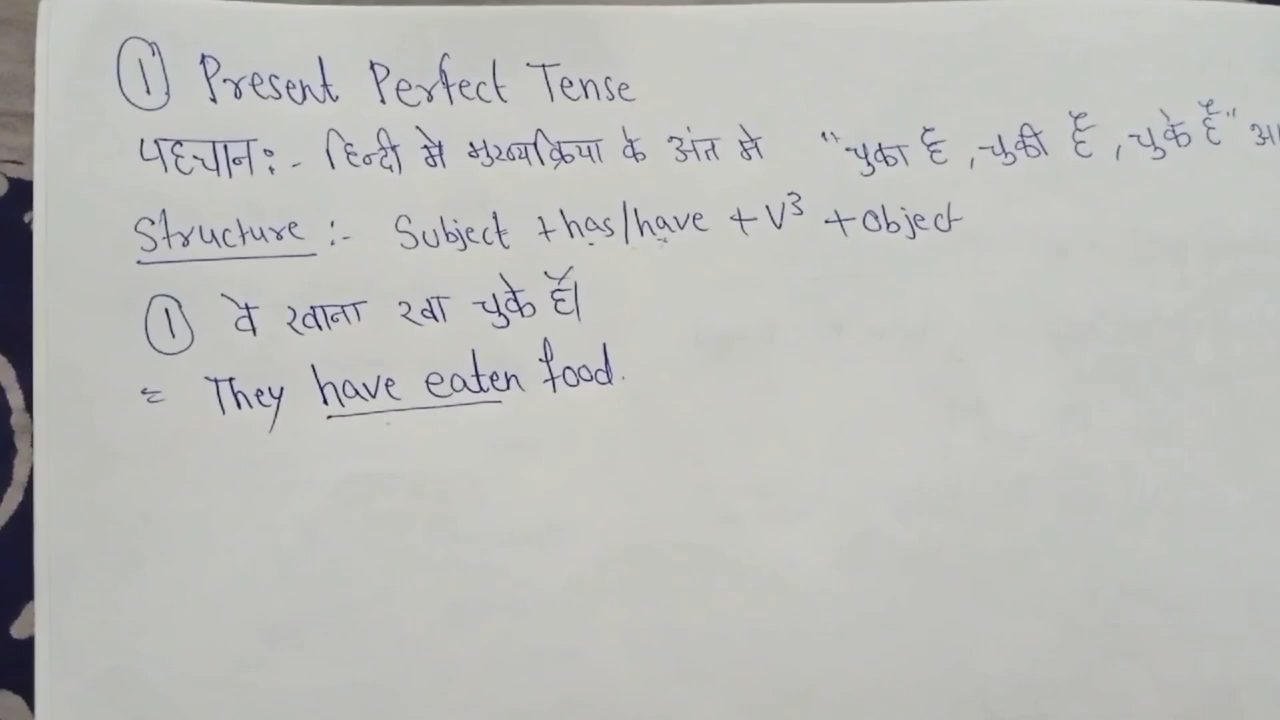 ① Present Perfect Tense
पहचान:- हिन्दी मे मुख्यक्रिया के अंत मे "चुका है, चुकी है, चुके हैं"
Structure :- Subject + has/have + V³ + Object
① वे खाना खा चुके हैं।
= They have eaten food.